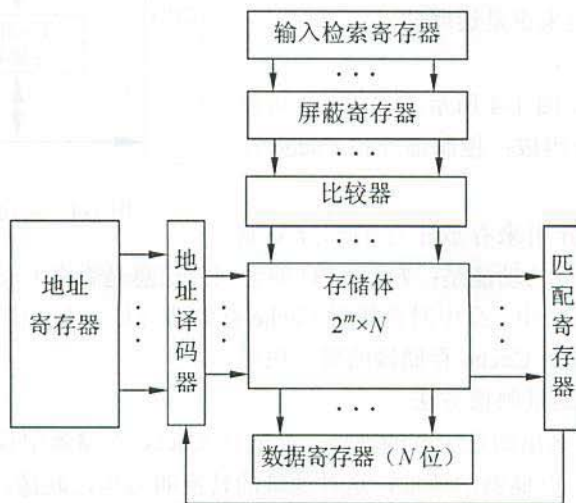 输入检索寄存器
屏蔽寄存器
比较器
地址
寄存器
地址译码器
存储体
2ᵐ×N
匹配寄存器
数据寄存器（N位）